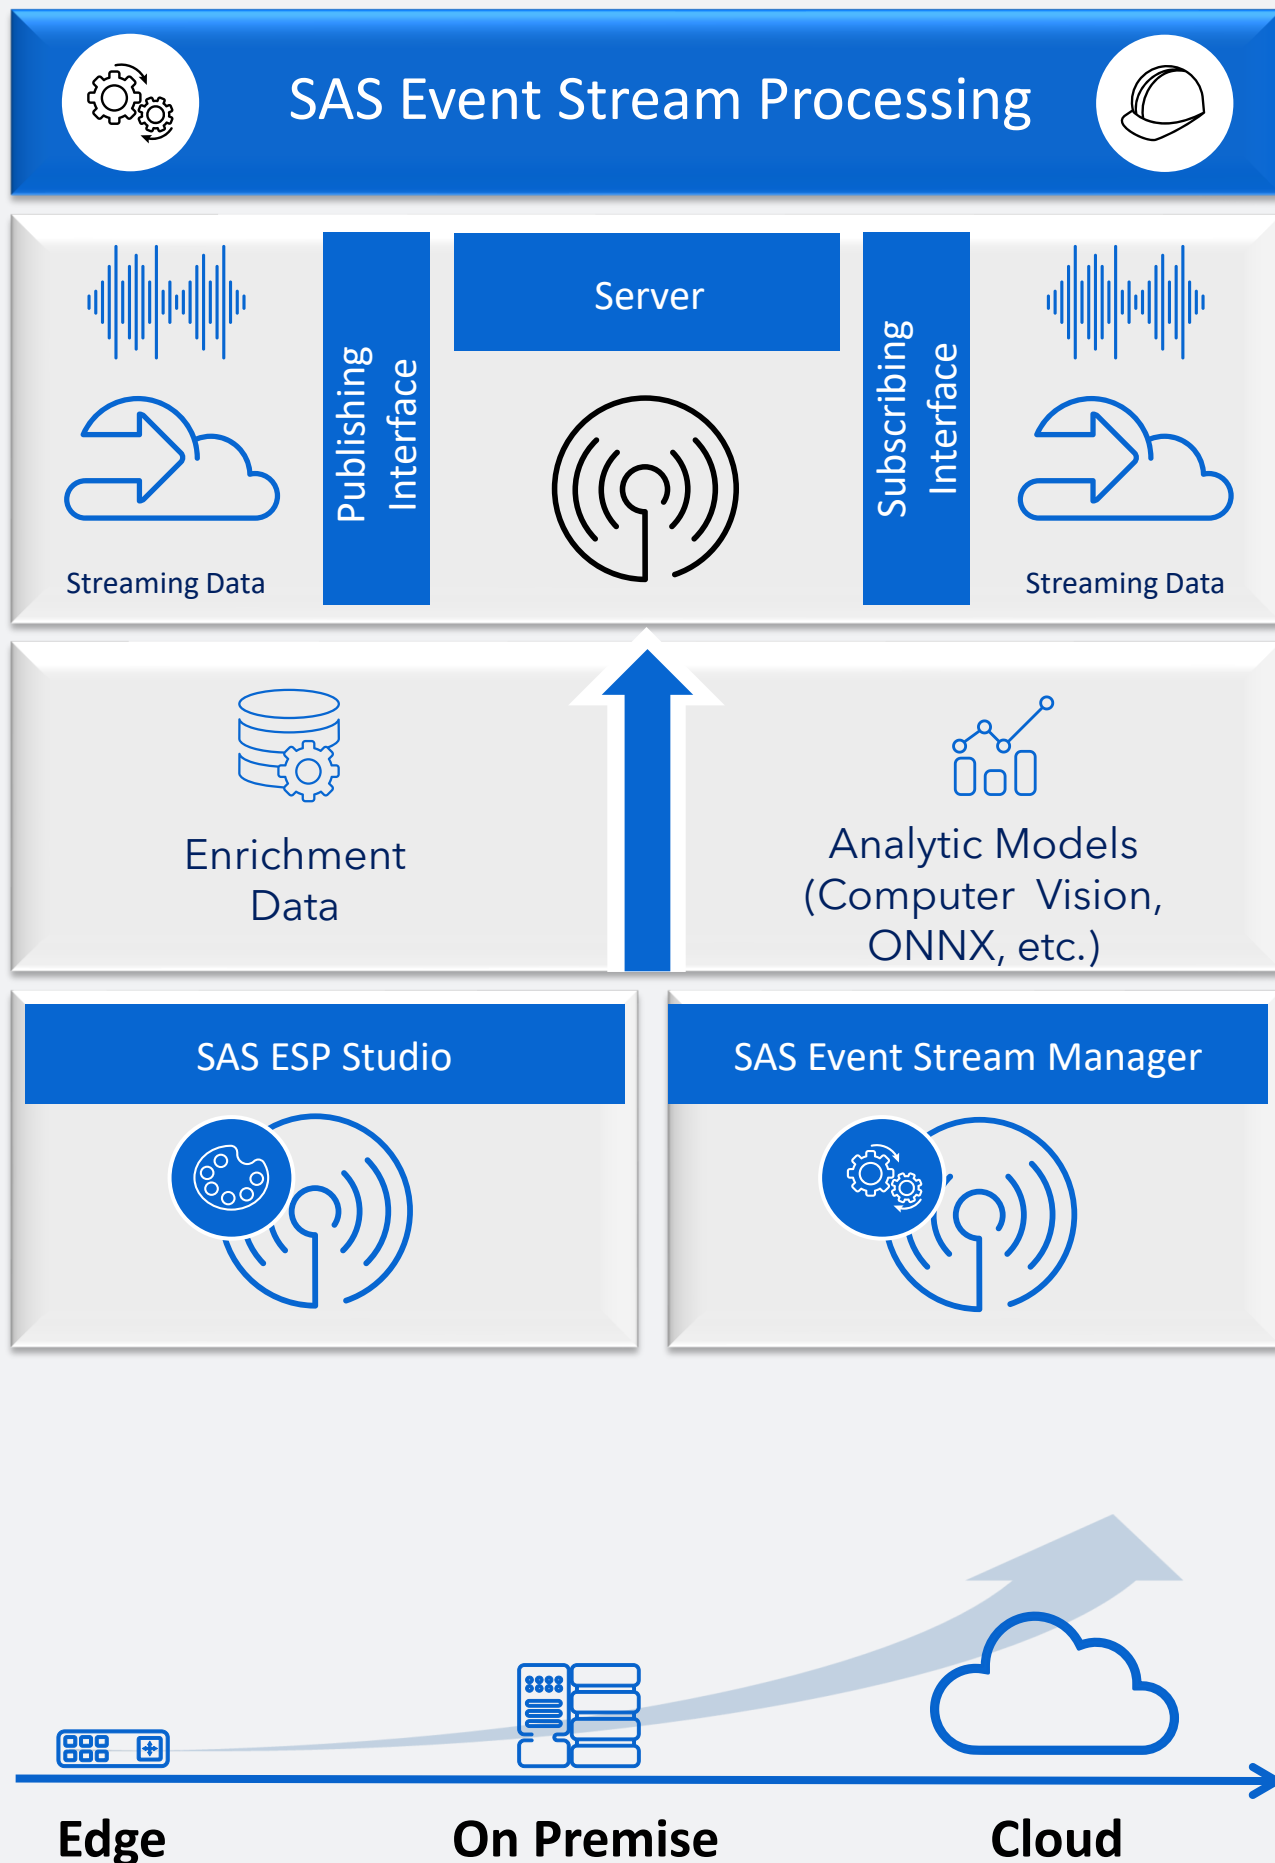 SAS Event Stream Processing
Streaming Data
Publishing
Interface
Server
Subscribing
Interface
Streaming Data
Enrichment
Data
Analytic Models
(Computer Vision,
ONNX, etc.)
SAS ESP Studio
SAS Event Stream Manager
Edge
On Premise
Cloud